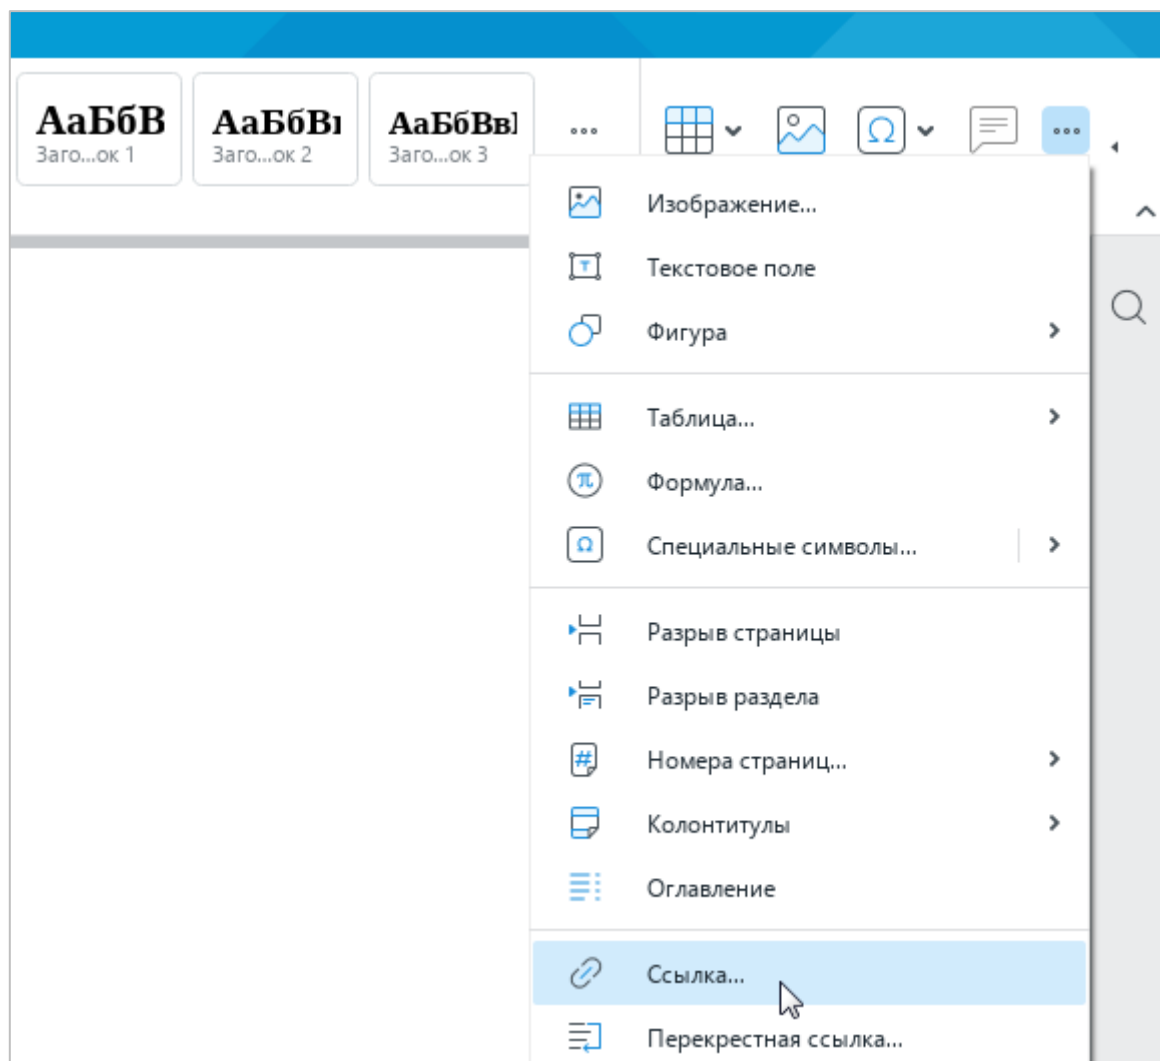 АаБбВ АаБбВı АаБбВвІ
Заго...ок 1 Заго...ок 2 Заго...ок 3
Изображение...
Текстовое поле
Фигура
Таблица...
Формула...
Специальные символы...
Разрыв страницы
Разрыв раздела
Номера страниц...
Колонтитулы
Оглавление
Ссылка...
Перекрестная ссылка...